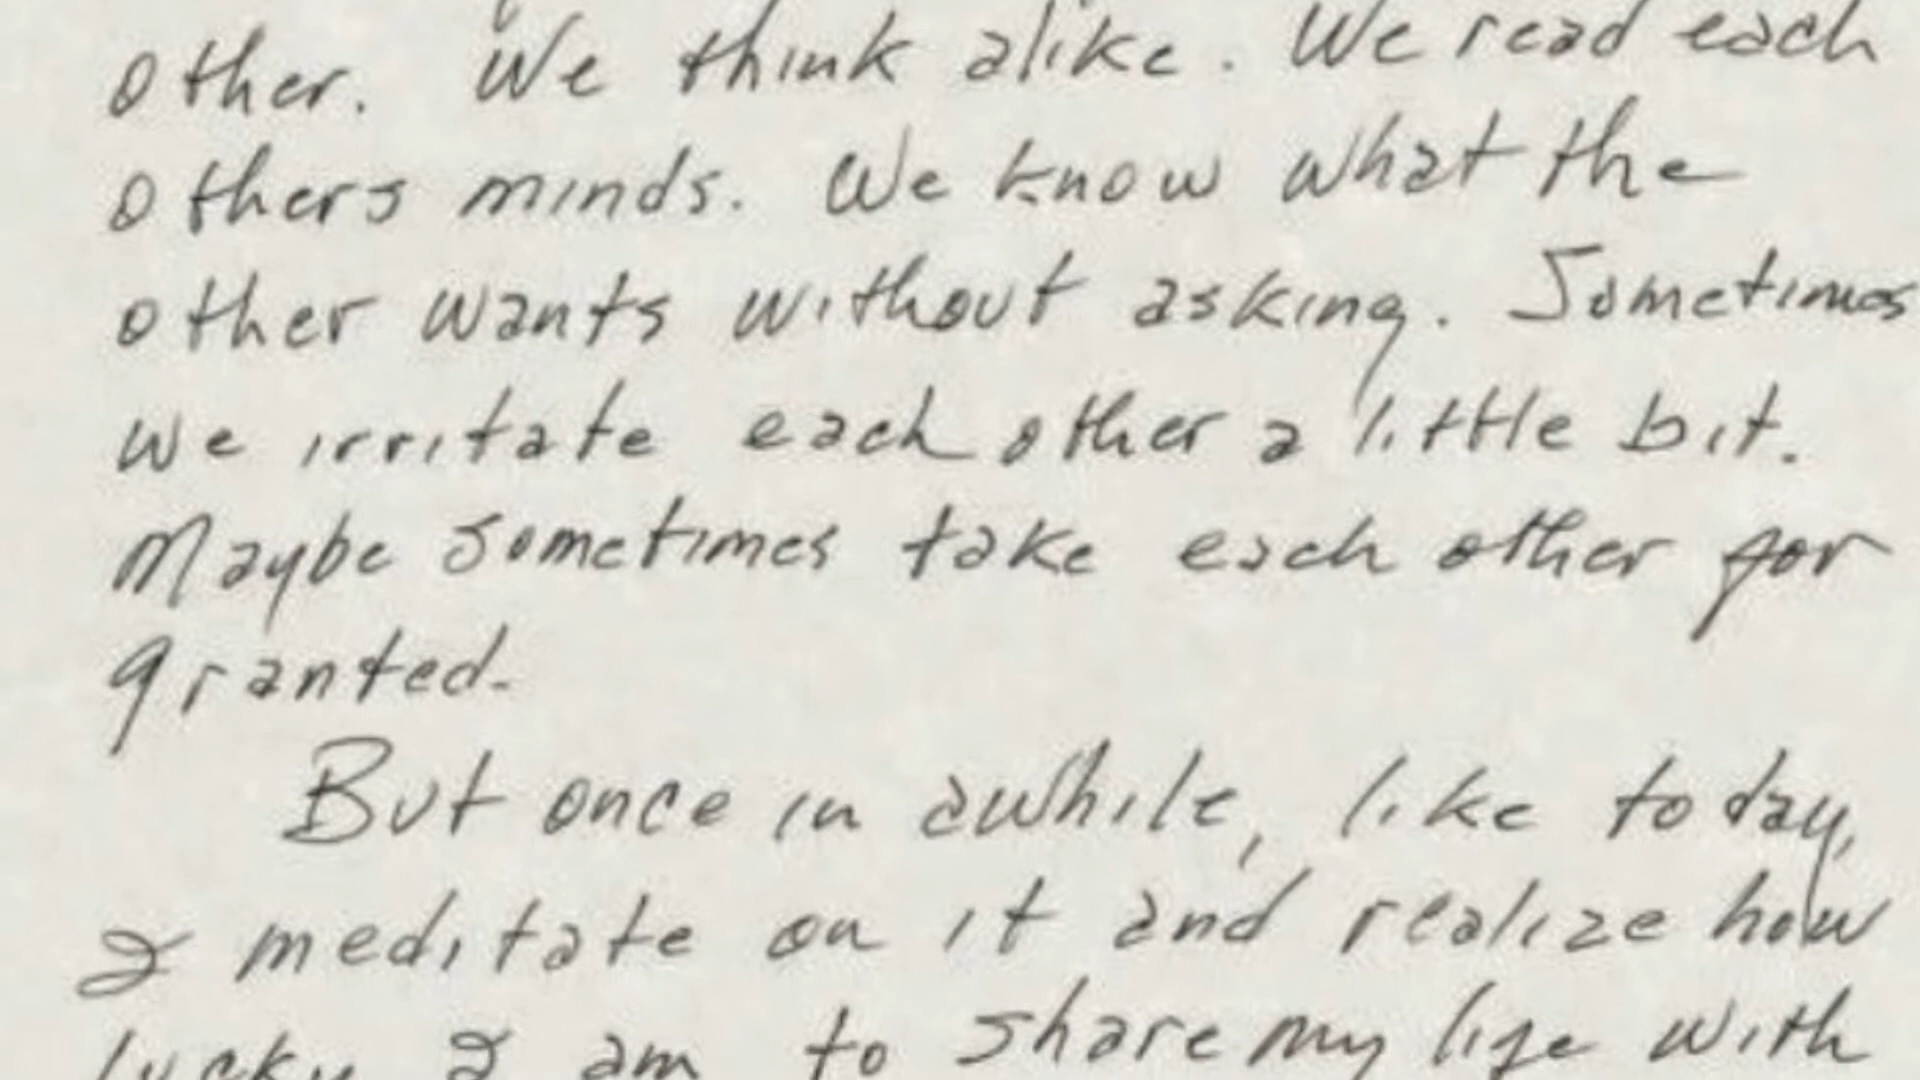 other. We think alike. We read each
others minds. We know what the
other wants without asking. Sometimes
we irritate each other a little bit.
Maybe sometimes take each other for
granted.
But once in awhile, like today,
I meditate on it and realize how
lucky I am to share my life with